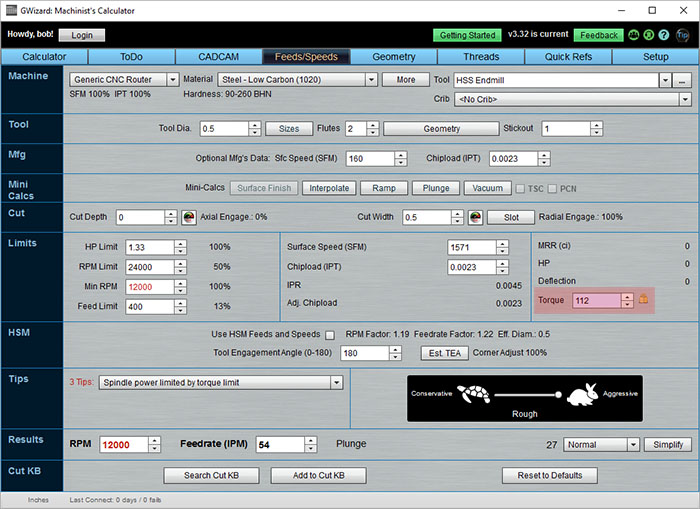 GWizard: Machinist's Calculator
Howdy, bob! Login Getting Started v3.32 is current Feedback Tip
Calculator ToDo CADCAM Feeds/Speeds Geometry Threads Quick Refs Setup
Machine Generic CNC Router Material Steel - Low Carbon (1020) More Tool HSS Endmill ...
SFM 100% IPT 100% Hardness: 90-260 BHN Crib <No Crib>
Tool Tool Dia. 0.5 Sizes Flutes 2 Geometry Stickout 1
Mfg Optional Mfg's Data: Sfc Speed (SFM) 160 Chipload (IPT) 0.0023
Mini Calcs Mini-Calcs Surface Finish Interpolate Ramp Plunge Vacuum TSC PCN
Cut Cut Depth 0 Axial Engage.: 0% Cut Width 0.5 Slot Radial Engage.: 100%
Limits HP Limit 1.33 100% Surface Speed (SFM) 1571 MRR (ci) 0
RPM Limit 24000 50% Chipload (IPT) 0.0023 HP 0
Min RPM 12000 100% IPR 0.0045 Deflection 0
Feed Limit 400 13% Adj. Chipload 0.0023 Torque 112
HSM Use HSM Feeds and Speeds RPM Factor: 1.19 Feedrate Factor: 1.22 Eff. Diam.: 0.5
Tool Engagement Angle (0-180) 180 Est. TEA Corner Adjust 100%
Tips 3 Tips: Spindle power limited by torque limit Conservative Aggressive
Rough
Results RPM 12000 Feedrate (IPM) 54 Plunge 27 Normal Simplify
Cut KB Search Cut KB Add to Cut KB Reset to Defaults
Inches Last Connect: 0 days / 0 fails